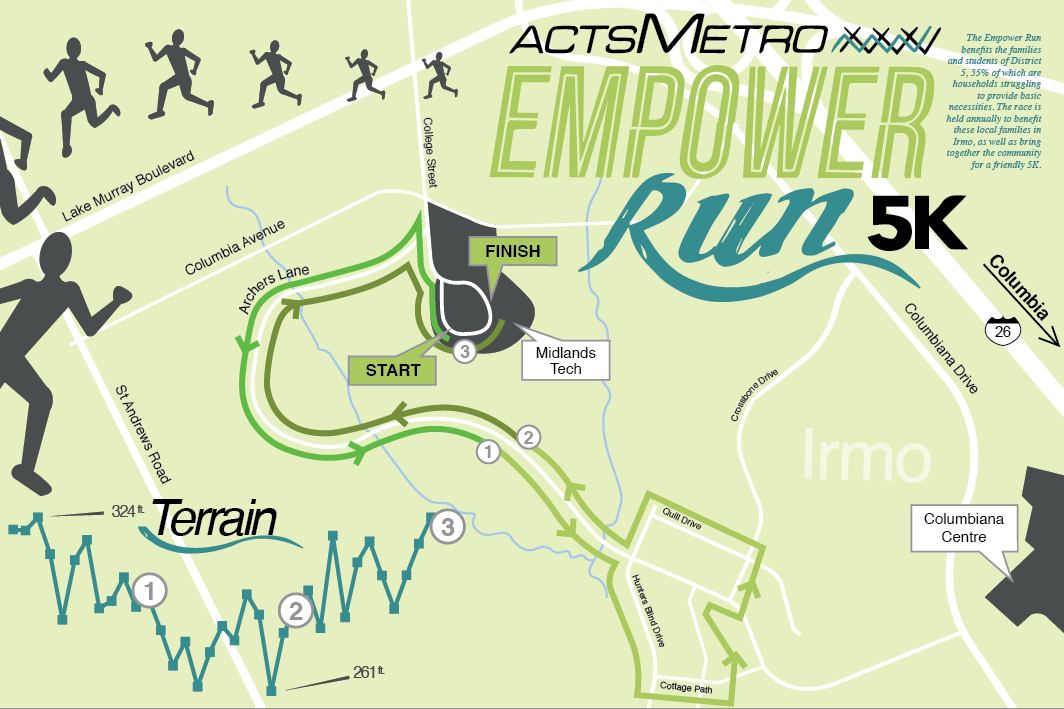 ACTSMETRO
EMPOWER
Run 5K
The Empower Run
benefits the families
and students of District
5, 35% of which are
households struggling
to provide basic
necessities. The race is
held annually to benefit
these local families in
Irmo, as well as bring
together the community
for a friendly 5K.
College Street
Lake Murray Boulevard
Columbia Avenue
Archers Lane
FINISH
START
3
Midlands
Tech
Columbia
26
Columbiana Drive
Crossbone Drive
St Andrews Road
1
2
Irmo
Columbiana
Centre
Quill Drive
Hunters Blind Drive
Cottage Path
Terrain
324 ft.
1
2
3
261 ft.